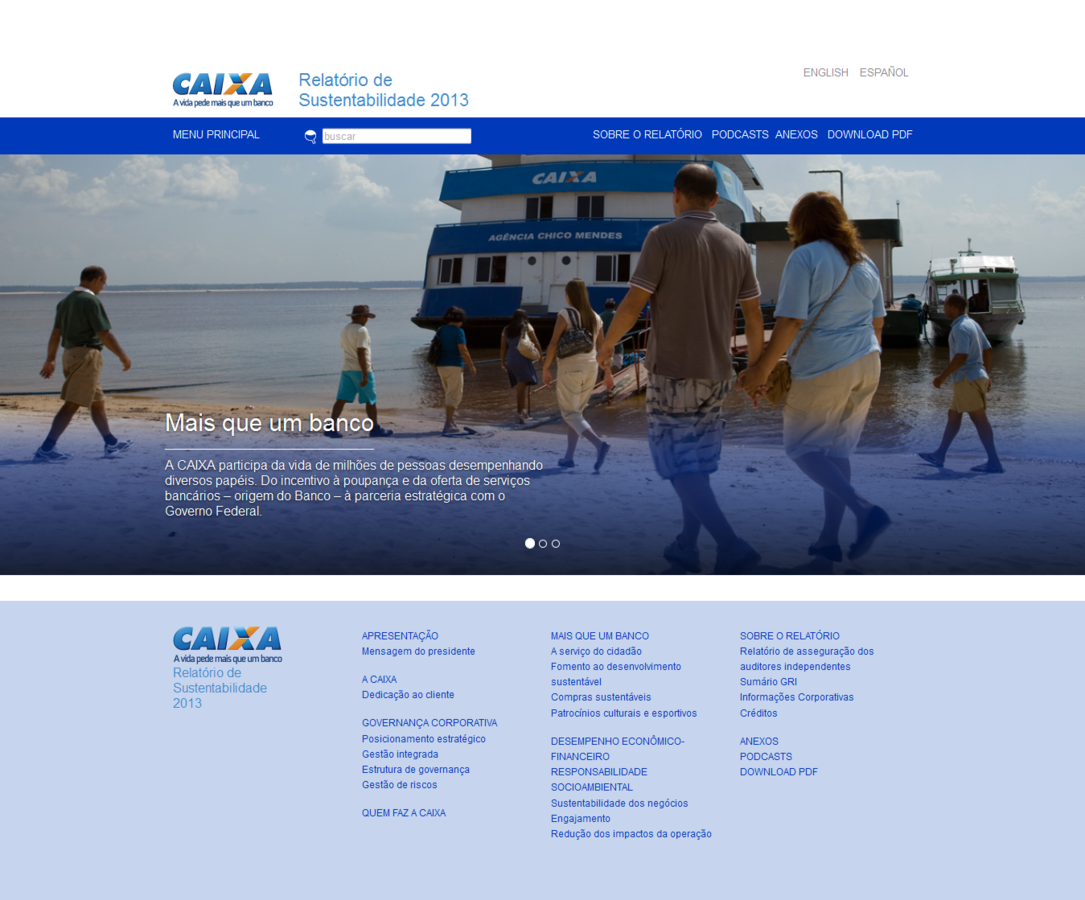 ENGLISH ESPAÑOL
CAIXA
A vida pede mais que um banco
Relatório de
Sustentabilidade 2013
MENU PRINCIPAL
buscar
SOBRE O RELATÓRIO PODCASTS ANEXOS DOWNLOAD PDF
CAIXA
AGÊNCIA CHICO MENDES
Mais que um banco
A CAIXA participa da vida de milhões de pessoas desempenhando
diversos papéis. Do incentivo à poupança e da oferta de serviços
bancários – origem do Banco – à parceria estratégica com o
Governo Federal.
CAIXA
A vida pede mais que um banco
Relatório de
Sustentabilidade
2013
APRESENTAÇÃO
Mensagem do presidente
A CAIXA
Dedicação ao cliente
GOVERNANÇA CORPORATIVA
Posicionamento estratégico
Gestão integrada
Estrutura de governança
Gestão de riscos
QUEM FAZ A CAIXA
MAIS QUE UM BANCO
A serviço do cidadão
Fomento ao desenvolvimento
sustentável
Compras sustentáveis
Patrocínios culturais e esportivos
DESEMPENHO ECONÔMICO-
FINANCEIRO
RESPONSABILIDADE
SOCIOAMBIENTAL
Sustentabilidade dos negócios
Engajamento
Redução dos impactos da operação
SOBRE O RELATÓRIO
Relatório de asseguração dos
auditores independentes
Sumário GRI
Informações Corporativas
Créditos
ANEXOS
PODCASTS
DOWNLOAD PDF